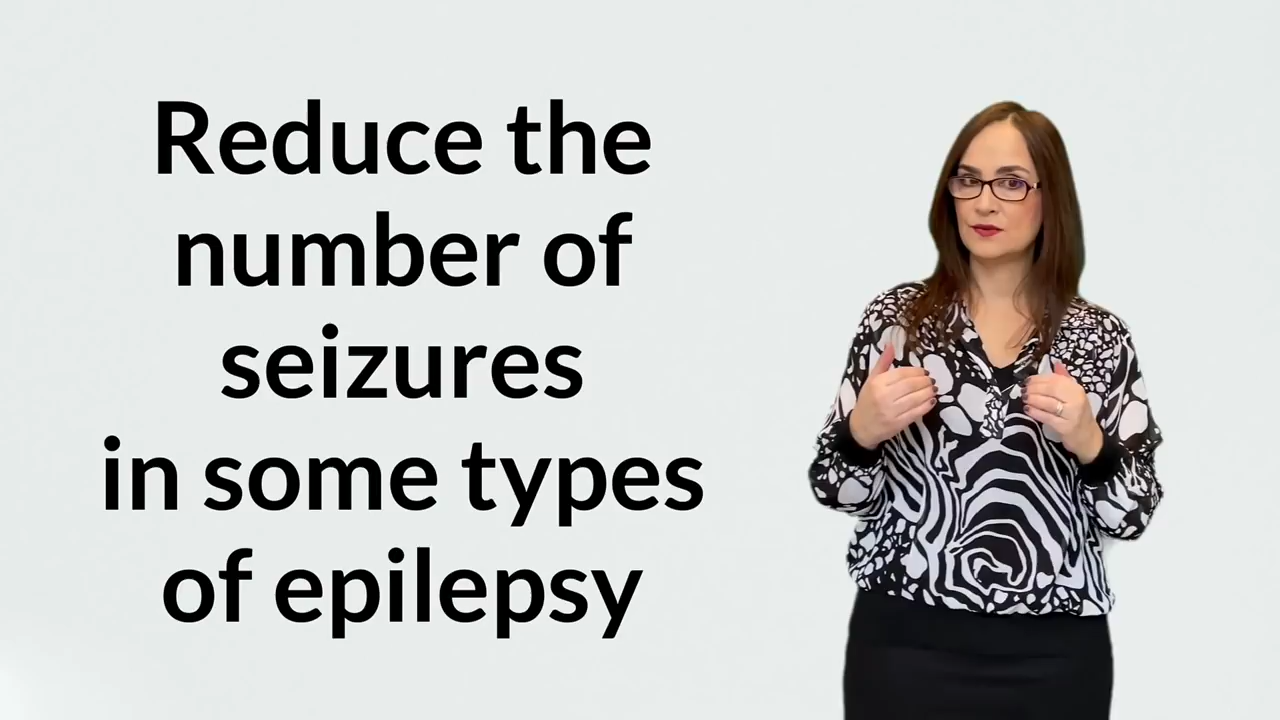 Reduce the
number of
seizures
in some types
of epilepsy